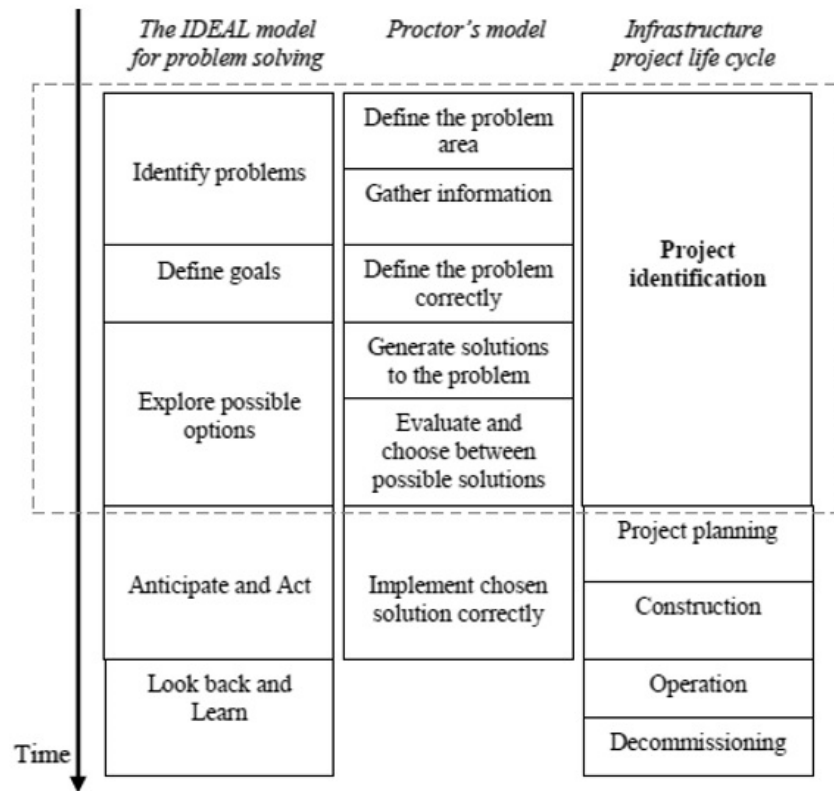 The IDEAL model
for problem solving
Proctor's model
Infrastructure
project life cycle
Identify problems
Define goals
Explore possible
options
Anticipate and Act
Look back and
Learn
Define the problem
area
Gather information
Define the problem
correctly
Generate solutions
to the problem
Evaluate and
choose between
possible solutions
Implement chosen
solution correctly
Project
identification
Project planning
Construction
Operation
Decommissioning
Time